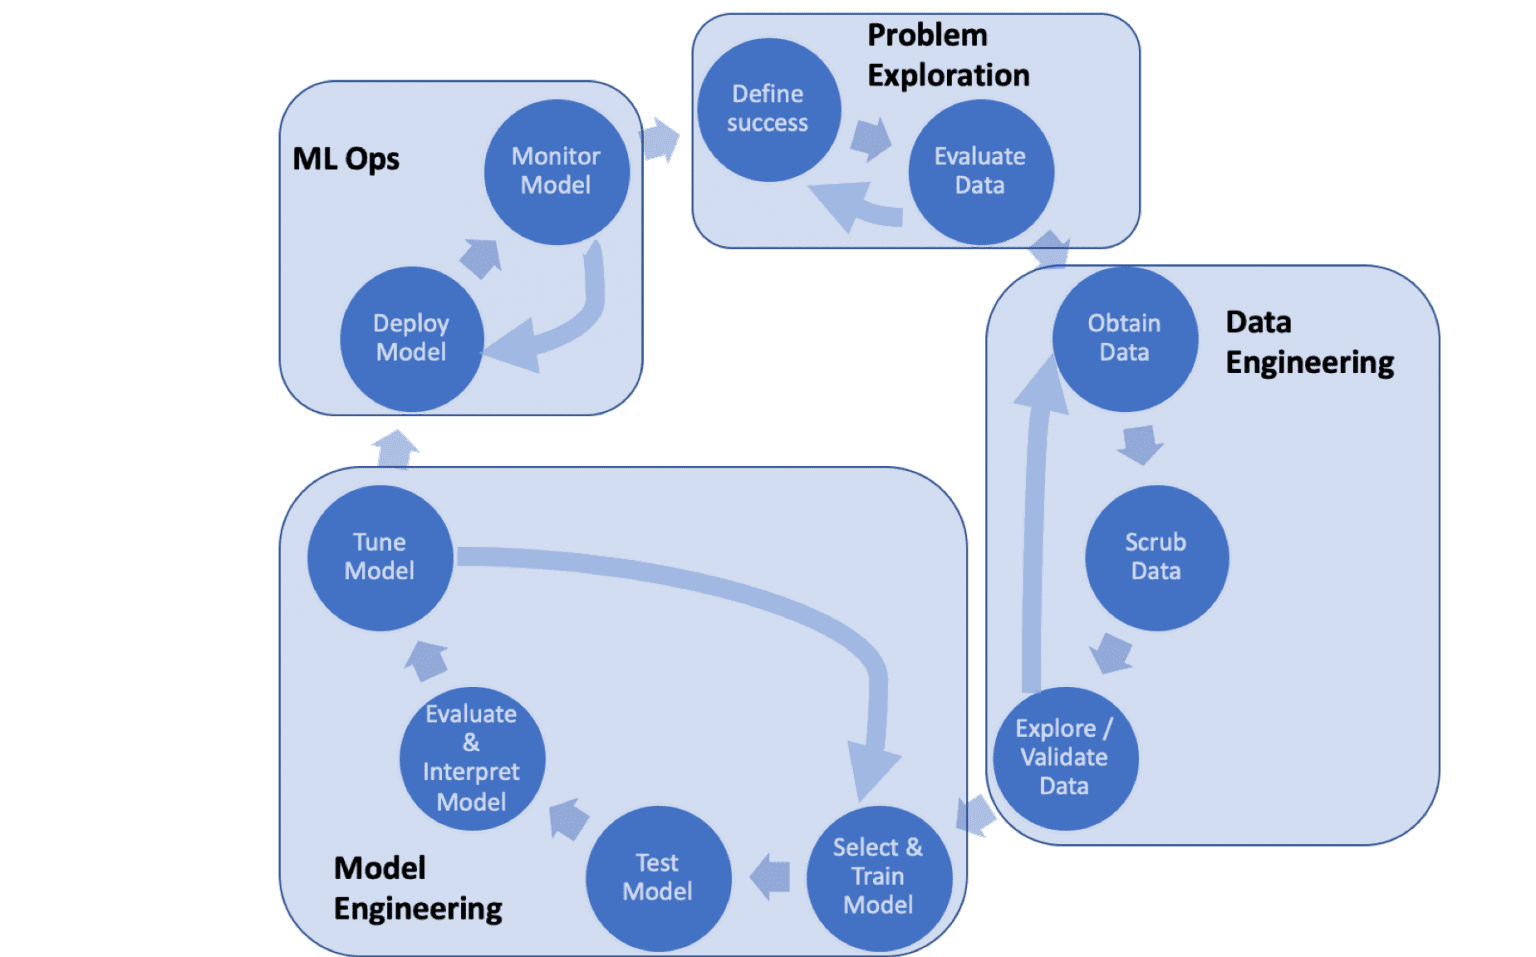 Problem
Exploration
Define
success
Evaluate
Data
ML Ops
Monitor
Model
Deploy
Model
Data
Engineering
Obtain
Data
Scrub
Data
Explore /
Validate
Data
Select &
Train
Model
Test
Model
Evaluate
&
Interpret
Model
Tune
Model
Model
Engineering